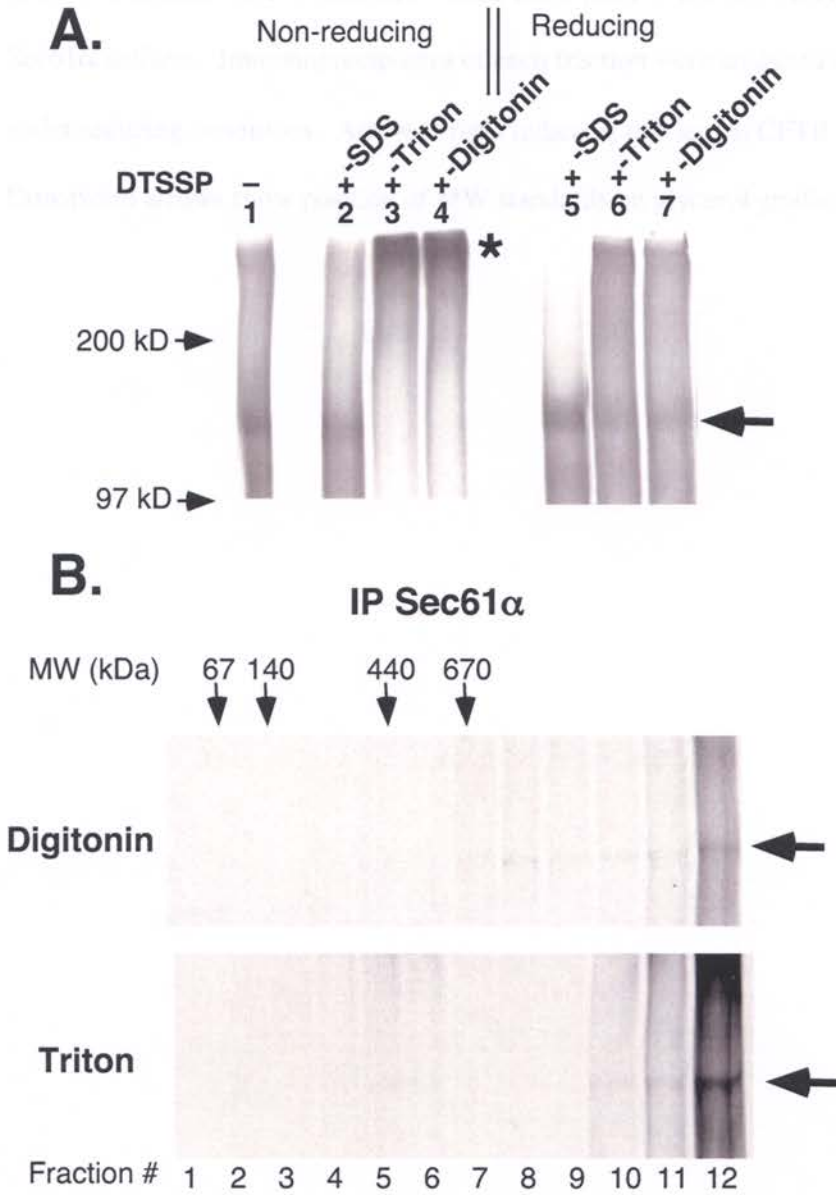 A.
Non-reducing
Reducing
-SDS
-Triton
-Digitonin
-SDS
-Triton
-Digitonin
DTSSP – + + + + + +
1 2 3 4 5 6 7
*
200 kD
97 kD
B.
IP Sec61α
MW (kDa) 67 140 440 670
Digitonin
Triton
Fraction # 1 2 3 4 5 6 7 8 9 10 11 12